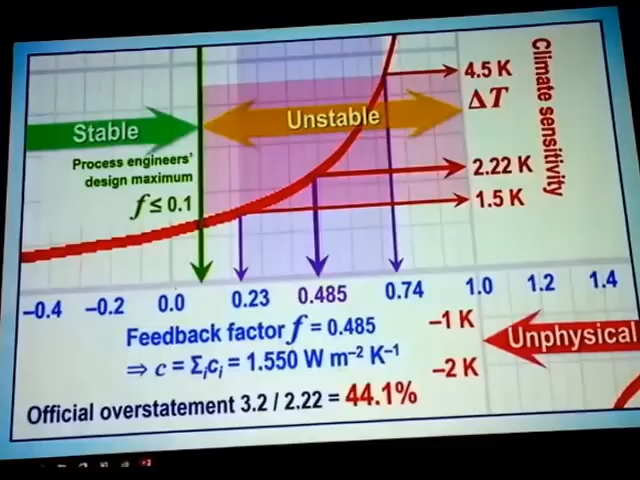 Climate sensitivity
4.5 K
ΔT
Stable
Unstable
Process engineers'
design maximum
f ≤ 0.1
2.22 K
1.5 K
–0.4 –0.2 0.0 0.23 0.485 0.74 1.0 1.2 1.4
Feedback factor f = 0.485
–1 K
Unphysical
⇒ c = Σᵢcᵢ = 1.550 W m⁻² K⁻¹
–2 K
Official overstatement 3.2 / 2.22 = 44.1%